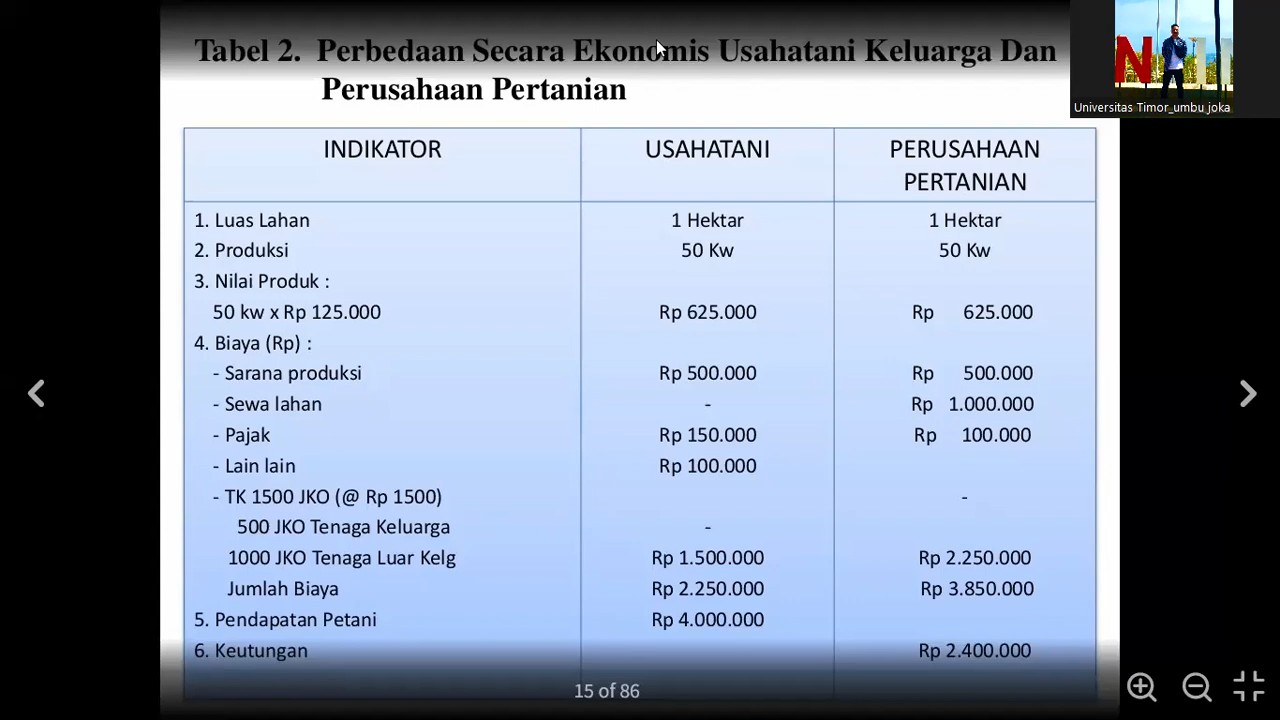 Tabel 2. Perbedaan Secara Ekonomis Usahatani Keluarga Dan
Perusahaan Pertanian
Universitas Timor_umbu joka
INDIKATOR USAHATANI PERUSAHAAN PERTANIAN
1. Luas Lahan 1 Hektar 1 Hektar
2. Produksi 50 Kw 50 Kw
3. Nilai Produk :
50 kw x Rp 125.000 Rp 625.000 Rp 625.000
4. Biaya (Rp) :
- Sarana produksi Rp 500.000 Rp 500.000
- Sewa lahan - Rp 1.000.000
- Pajak Rp 150.000 Rp 100.000
- Lain lain Rp 100.000
- TK 1500 JKO (@ Rp 1500) -
500 JKO Tenaga Keluarga -
1000 JKO Tenaga Luar Kelg Rp 1.500.000 Rp 2.250.000
Jumlah Biaya Rp 2.250.000 Rp 3.850.000
5. Pendapatan Petani Rp 4.000.000
6. Keutungan Rp 2.400.000
15 of 86